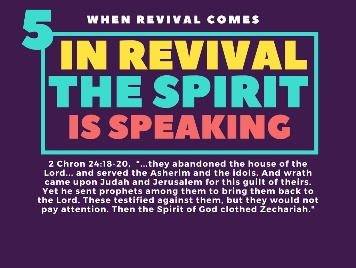 5
WHEN REVIVAL COMES
IN REVIVAL
THE SPIRIT
IS SPEAKING
2 Chron 24:18-20, "...they abandoned the house of the
Lord... and served the Asherim and the idols. And wrath
came upon Judah and Jerusalem for this guilt of theirs.
Yet he sent prophets among them to bring them back to
the Lord. These testified against them, but they would not
pay attention. Then the Spirit of God clothed Zechariah."